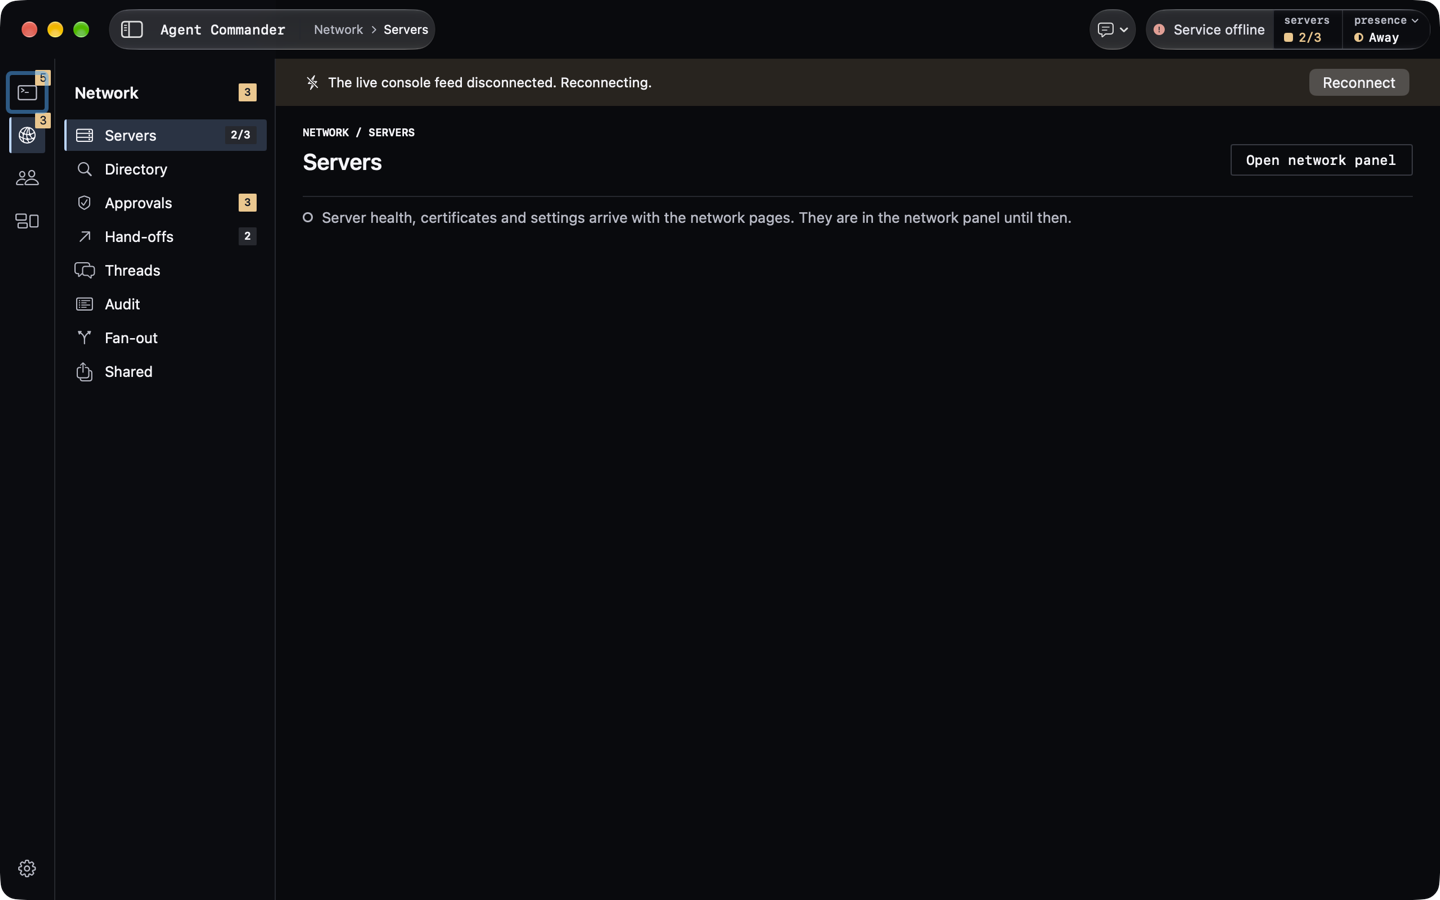 Agent Commander
Network > Servers
Service offline
servers
2/3
presence
Away
5
3
Network 3
Servers 2/3
Directory
Approvals 3
Hand-offs 2
Threads
Audit
Fan-out
Shared
The live console feed disconnected. Reconnecting.
Reconnect
NETWORK / SERVERS
Servers
Open network panel
Server health, certificates and settings arrive with the network pages. They are in the network panel until then.